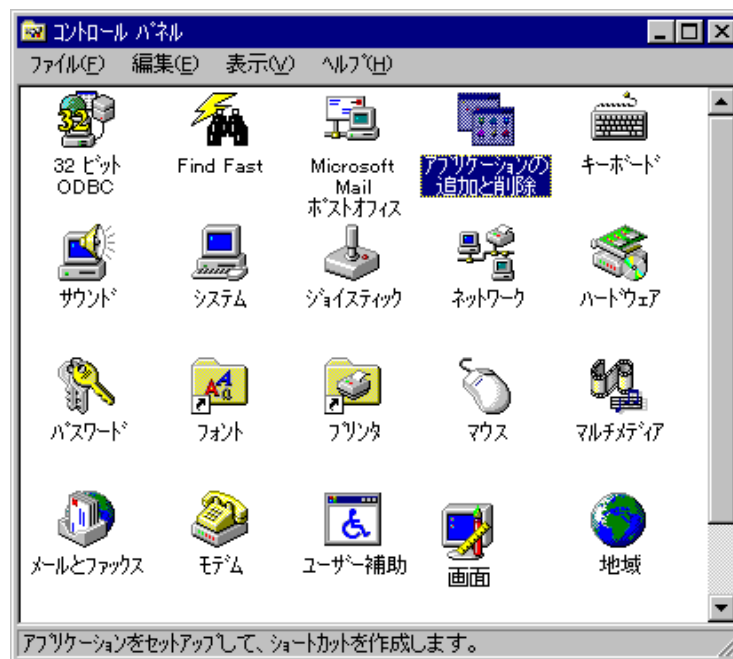 コントロール パネル
ファイル(F) 編集(E) 表示(V) ヘルプ(H)
32 ビット
ODBC
Find Fast
Microsoft
Mail
ポストオフィス
アプリケーションの
追加と削除
キーボード
サウンド
システム
ジョイスティック
ネットワーク
ハードウェア
パスワード
フォント
プリンタ
マウス
マルチメディア
メールとファックス
モデム
ユーザー補助
画面
地域
アプリケーションをセットアップして、ショートカットを作成します。